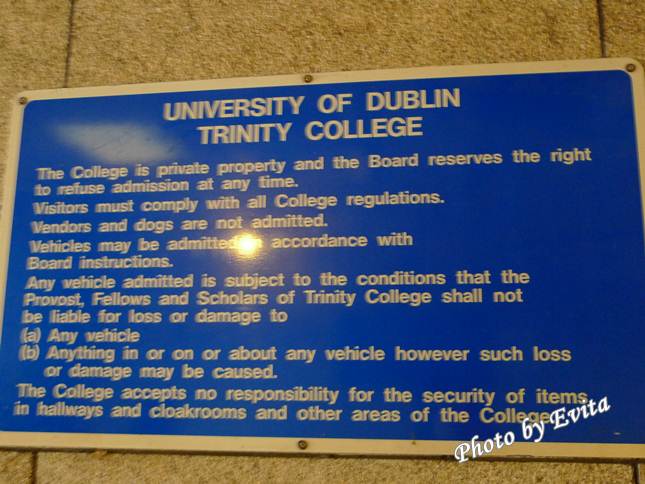 UNIVERSITY OF DUBLIN
TRINITY COLLEGE
The College is private property and the Board reserves the right
to refuse admission at any time.
Visitors must comply with all College regulations.
Vendors and dogs are not admitted.
Vehicles may be admitted in accordance with
Board instructions.
Any vehicle admitted is subject to the conditions that the
Provost, Fellows and Scholars of Trinity College shall not
be liable for loss or damage to
(a) Any vehicle
(b) Anything in or on or about any vehicle however such loss
or damage may be caused.
The College accepts no responsibility for the security of items
in hallways and cloakrooms and other areas of the College
Photo by Evita